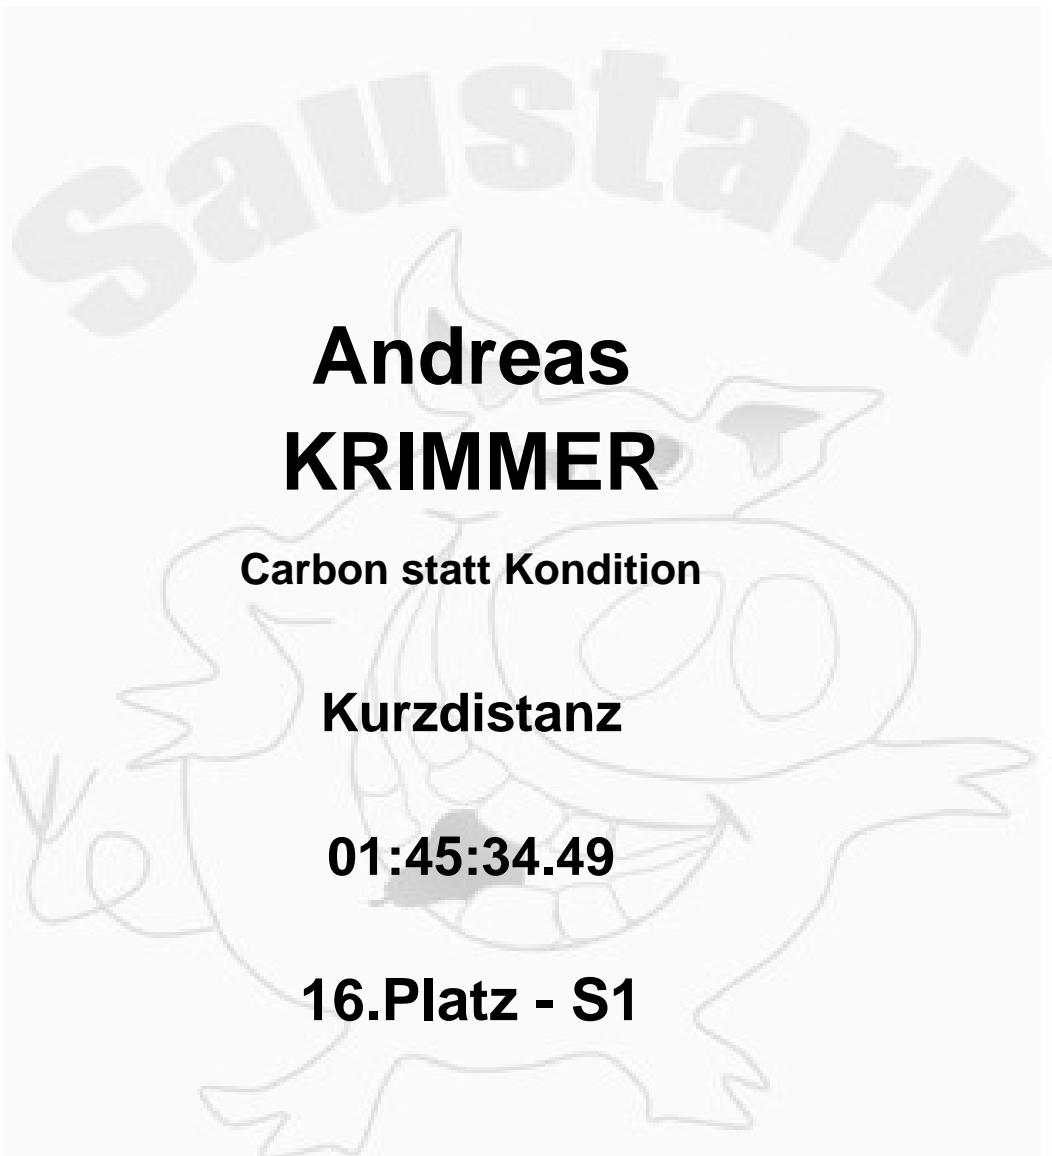 Saustark
Andreas
KRIMMER
Carbon statt Kondition
Kurzdistanz
01:45:34.49
16.Platz - S1